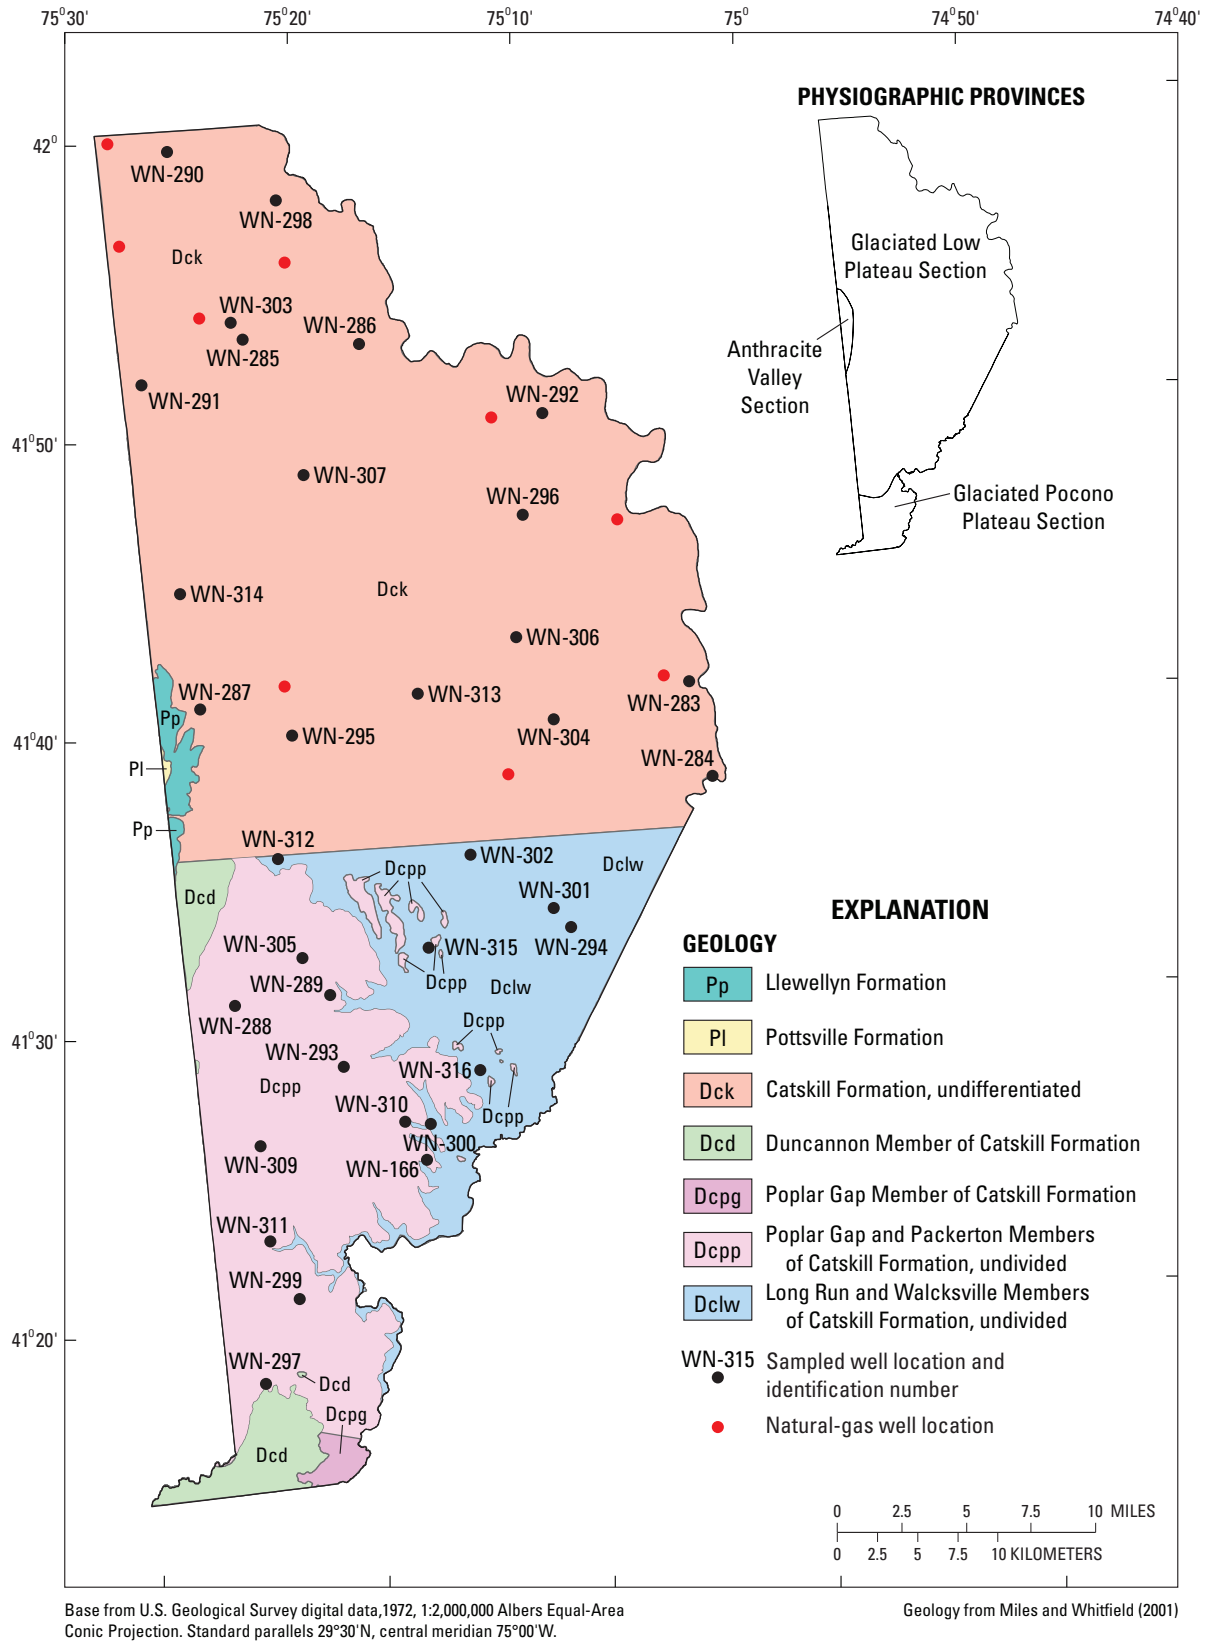 75°30' 75°20' 75°10' 75° 74°50' 74°40'
PHYSIOGRAPHIC PROVINCES
42°
WN-290
WN-298
Glaciated Low
Plateau Section
Dck
WN-303
WN-286
WN-285
Anthracite
Valley
Section
WN-291
WN-292
41°50'
WN-307
WN-296
Glaciated Pocono
Plateau Section
Dck
WN-314
WN-306
WN-287
WN-313
WN-283
Pp
WN-295
WN-304
41°40'
WN-284
Pl
Pp
WN-312
WN-302
Dclw
Dcpp
WN-301
Dcd
WN-305
WN-315
WN-294
Dcpp
WN-289
Dclw
WN-288
Dcpp
41°30'
WN-293
WN-316
Dcpp
WN-310
Dcpp
WN-300
WN-309
WN-166
WN-311
WN-299
41°20'
WN-297
Dcd
Dcpg
Dcd
EXPLANATION
GEOLOGY
Pp Llewellyn Formation
Pl Pottsville Formation
Dck Catskill Formation, undifferentiated
Dcd Duncannon Member of Catskill Formation
Dcpg Poplar Gap Member of Catskill Formation
Dcpp Poplar Gap and Packerton Members
of Catskill Formation, undivided
Dclw Long Run and Walcksville Members
of Catskill Formation, undivided
WN-315 Sampled well location and
identification number
Natural-gas well location
0 2.5 5 7.5 10 MILES
0 2.5 5 7.5 10 KILOMETERS
Base from U.S. Geological Survey digital data,1972, 1:2,000,000 Albers Equal-Area
Conic Projection. Standard parallels 29°30'N, central meridian 75°00'W.
Geology from Miles and Whitfield (2001)